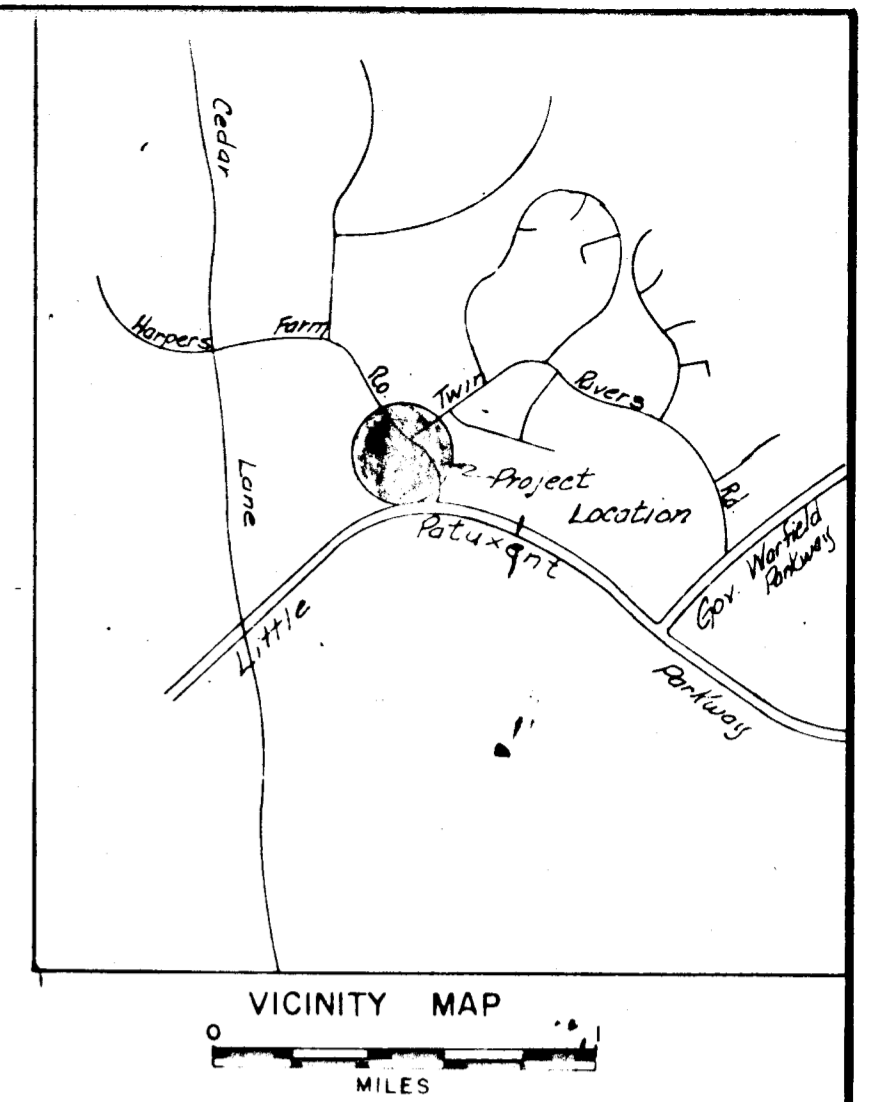 Cedar
Harpers Farm Rd
Twin Rivers Rd
Lane
Project
Location
Little Patuxent Parkway
Gov. Warfield
Parkway
VICINITY MAP
0 1
MILES